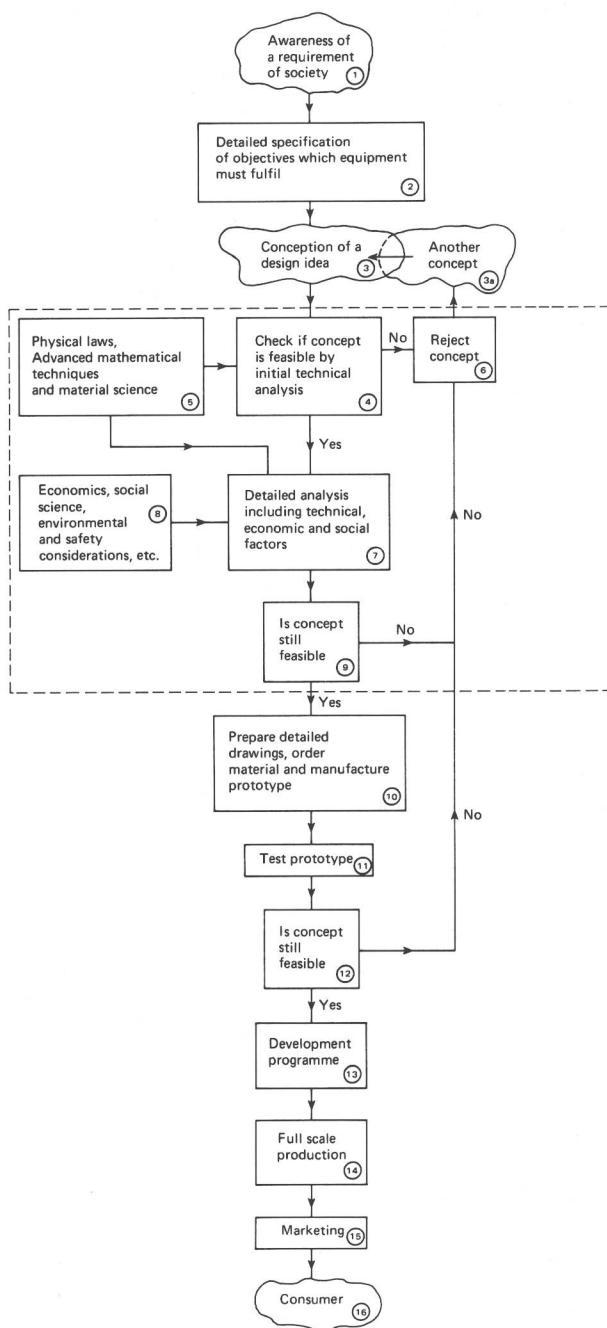 Awareness of
a requirement
of society
1
Detailed specification
of objectives which equipment
must fulfil
2
Conception of a
design idea
3
Another
concept
3a
Physical laws,
Advanced mathematical
techniques
and material science
5
Check if concept
is feasible by
initial technical
analysis
4
No
Reject
concept
6
Yes
Economics, social
science,
environmental
and safety
considerations, etc.
8
Detailed analysis
including technical,
economic and social
factors
7
No
Is concept
still
feasible
9
No
Yes
Prepare detailed
drawings, order
material and manufacture
prototype
10
No
Test prototype
11
Is concept
still
feasible
12
Yes
Development
programme
13
Full scale
production
14
Marketing
15
Consumer
16